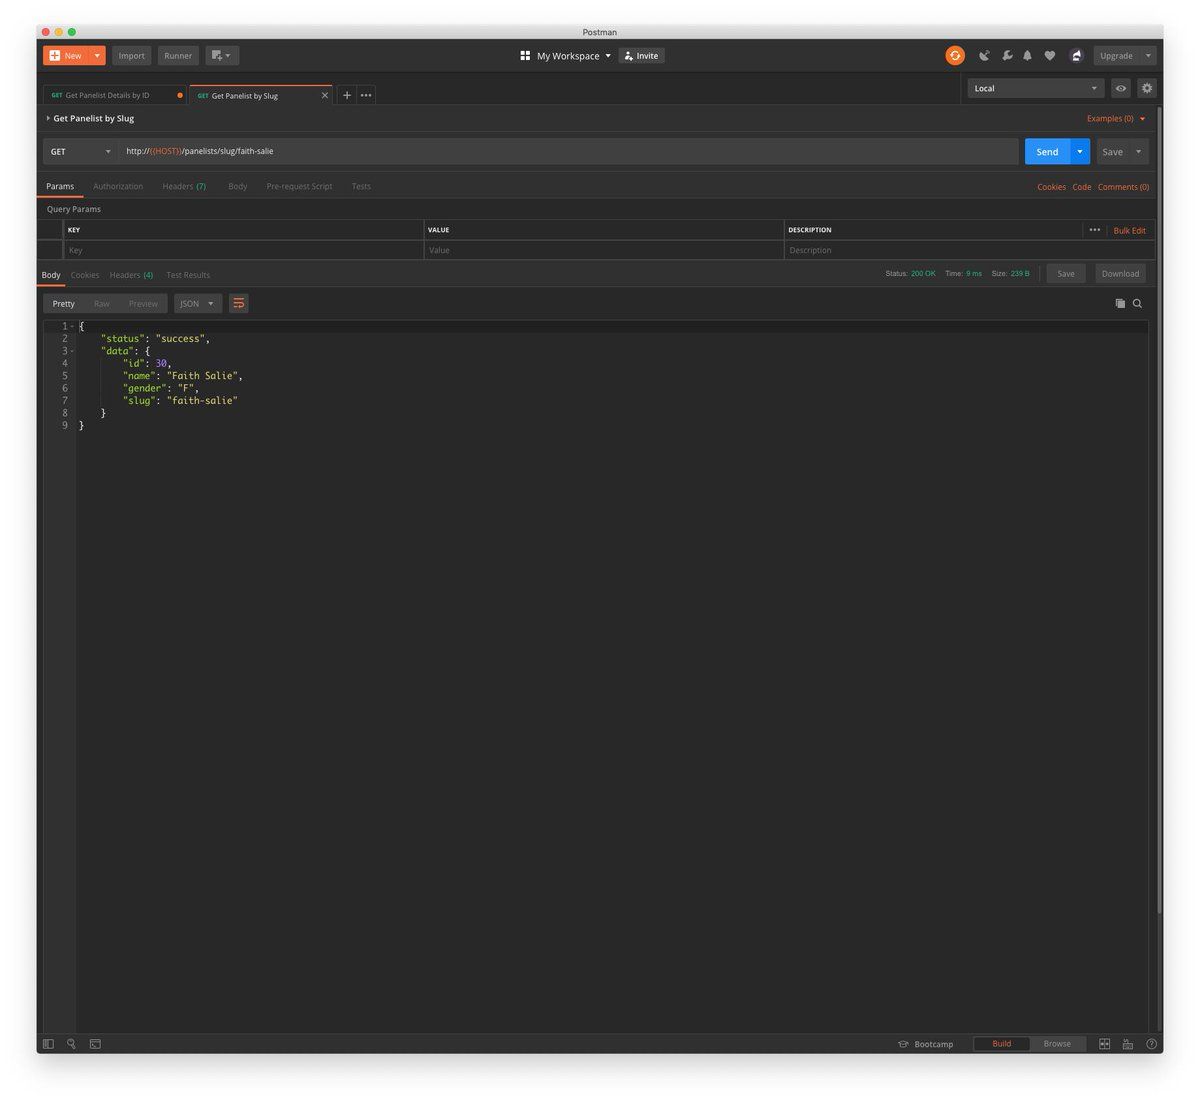 Postman
New Import Runner My Workspace Invite Upgrade
GET Get Panelist Details by ID GET Get Panelist by Slug Local
Get Panelist by Slug Examples (0)
GET http://{{HOST}}/panelists/slug/faith-salie Send Save
Params Authorization Headers (7) Body Pre-request Script Tests Cookies Code Comments (0)
Query Params
KEY VALUE DESCRIPTION Bulk Edit
Key Value Description
Body Cookies Headers (4) Test Results Status: 200 OK Time: 9 ms Size: 239 B Save Download
Pretty Raw Preview JSON
1 {
2 "status": "success",
3 "data": {
4 "id": 30,
5 "name": "Faith Salie",
6 "gender": "F",
7 "slug": "faith-salie"
8 }
9 }
Bootcamp Build Browse